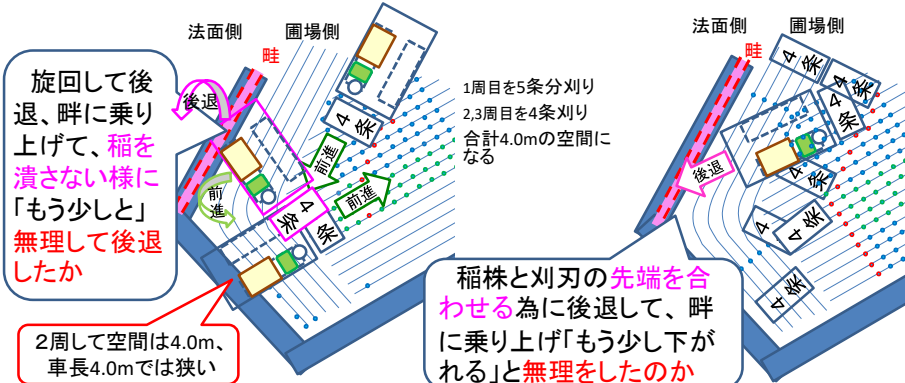 法面側
圃場側
畦
旋回して後
退、畦に乗り
上げて、稲を
潰さない様に
「もう少しと」
無理して後退
したか
後退
前進
4条
前進
前進
4条
条
2周して空間は4.0m、
車長4.0mでは狭い
1周目を5条分刈り
2,3周目を4条刈り
合計4.0mの空間に
なる
法面側
圃場側
畦
4条
4条
4条
後退
4条
4
4条
4条
稲株と刈刃の先端を合
わせる為に後退して、畔
に乗り上げ「もう少し下が
れる」と無理をしたのか